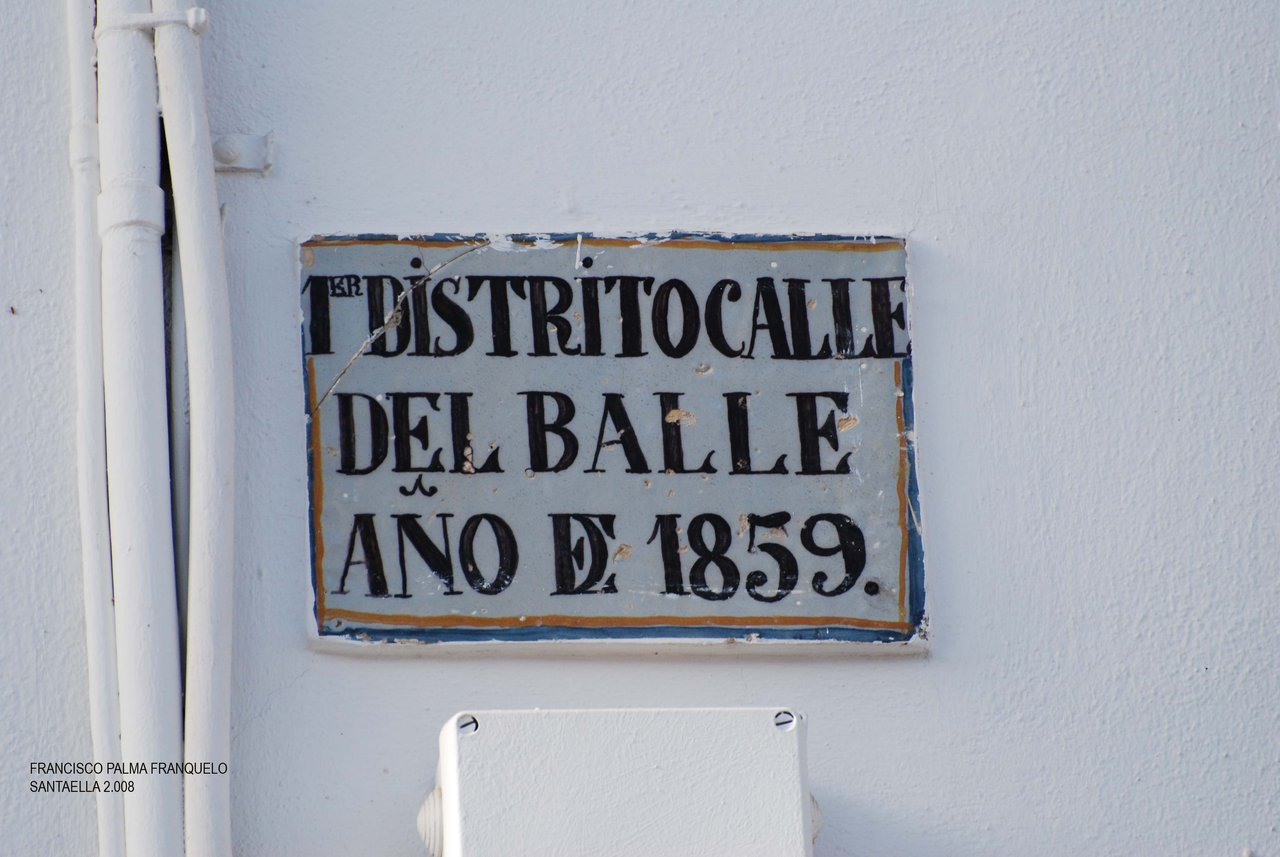 1ER DISTRITO CALLE
DEL BALLE
AÑO DE 1859.
FRANCISCO PALMA FRANQUELO
SANTAELLA 2.008